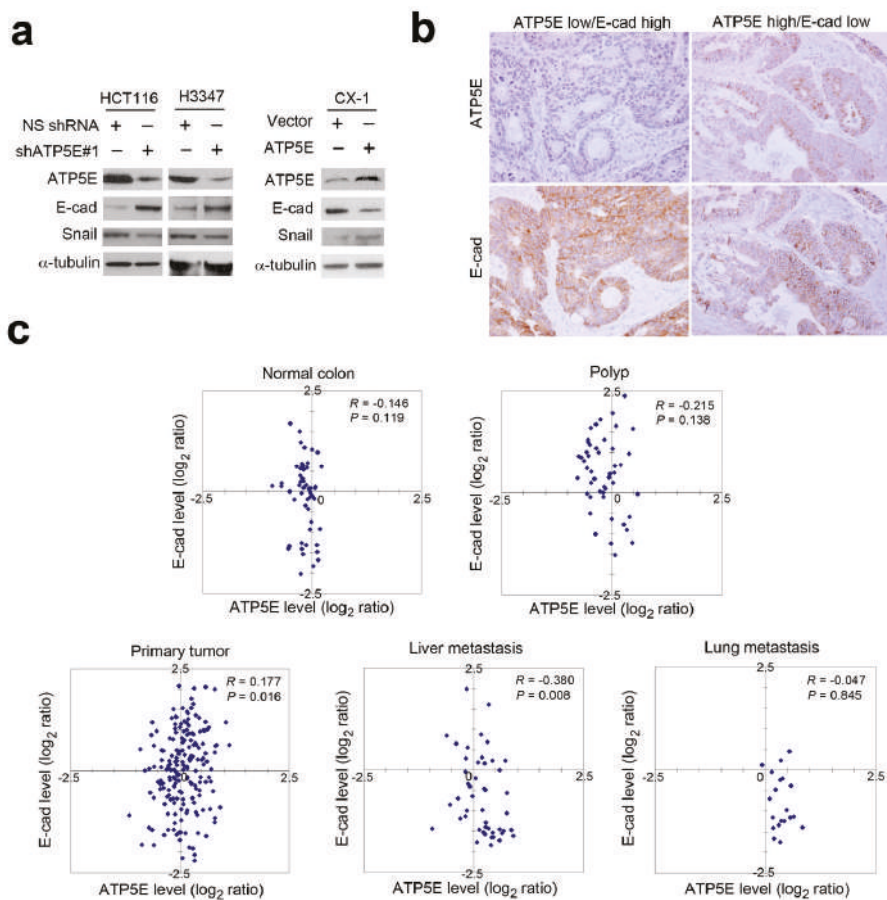 a
HCT116 H3347 CX-1
NS shRNA + – + – Vector + –
shATP5E#1 – + – + ATP5E – +
ATP5E ATP5E
E-cad E-cad
Snail Snail
α-tubulin α-tubulin
b
ATP5E low/E-cad high ATP5E high/E-cad low
ATP5E
E-cad
c
Normal colon
2.5
R = -0.146
P = 0.119
E-cad level (log2 ratio)
-2.5 0 2.5
-2.5
ATP5E level (log2 ratio)
Polyp
2.5
R = -0.215
P = 0.138
E-cad level (log2 ratio)
-2.5 0 2.5
-2.5
ATP5E level (log2 ratio)
Primary tumor
2.5
R = 0.177
P = 0.016
E-cad level (log2 ratio)
-2.5 0 2.5
-2.5
ATP5E level (log2 ratio)
Liver metastasis
2.5
R = -0.380
P = 0.008
E-cad level (log2 ratio)
-2.5 0 2.5
-2.5
ATP5E level (log2 ratio)
Lung metastasis
2.5
R = -0.047
P = 0.845
E-cad level (log2 ratio)
-2.5 0 2.5
-2.5
ATP5E level (log2 ratio)